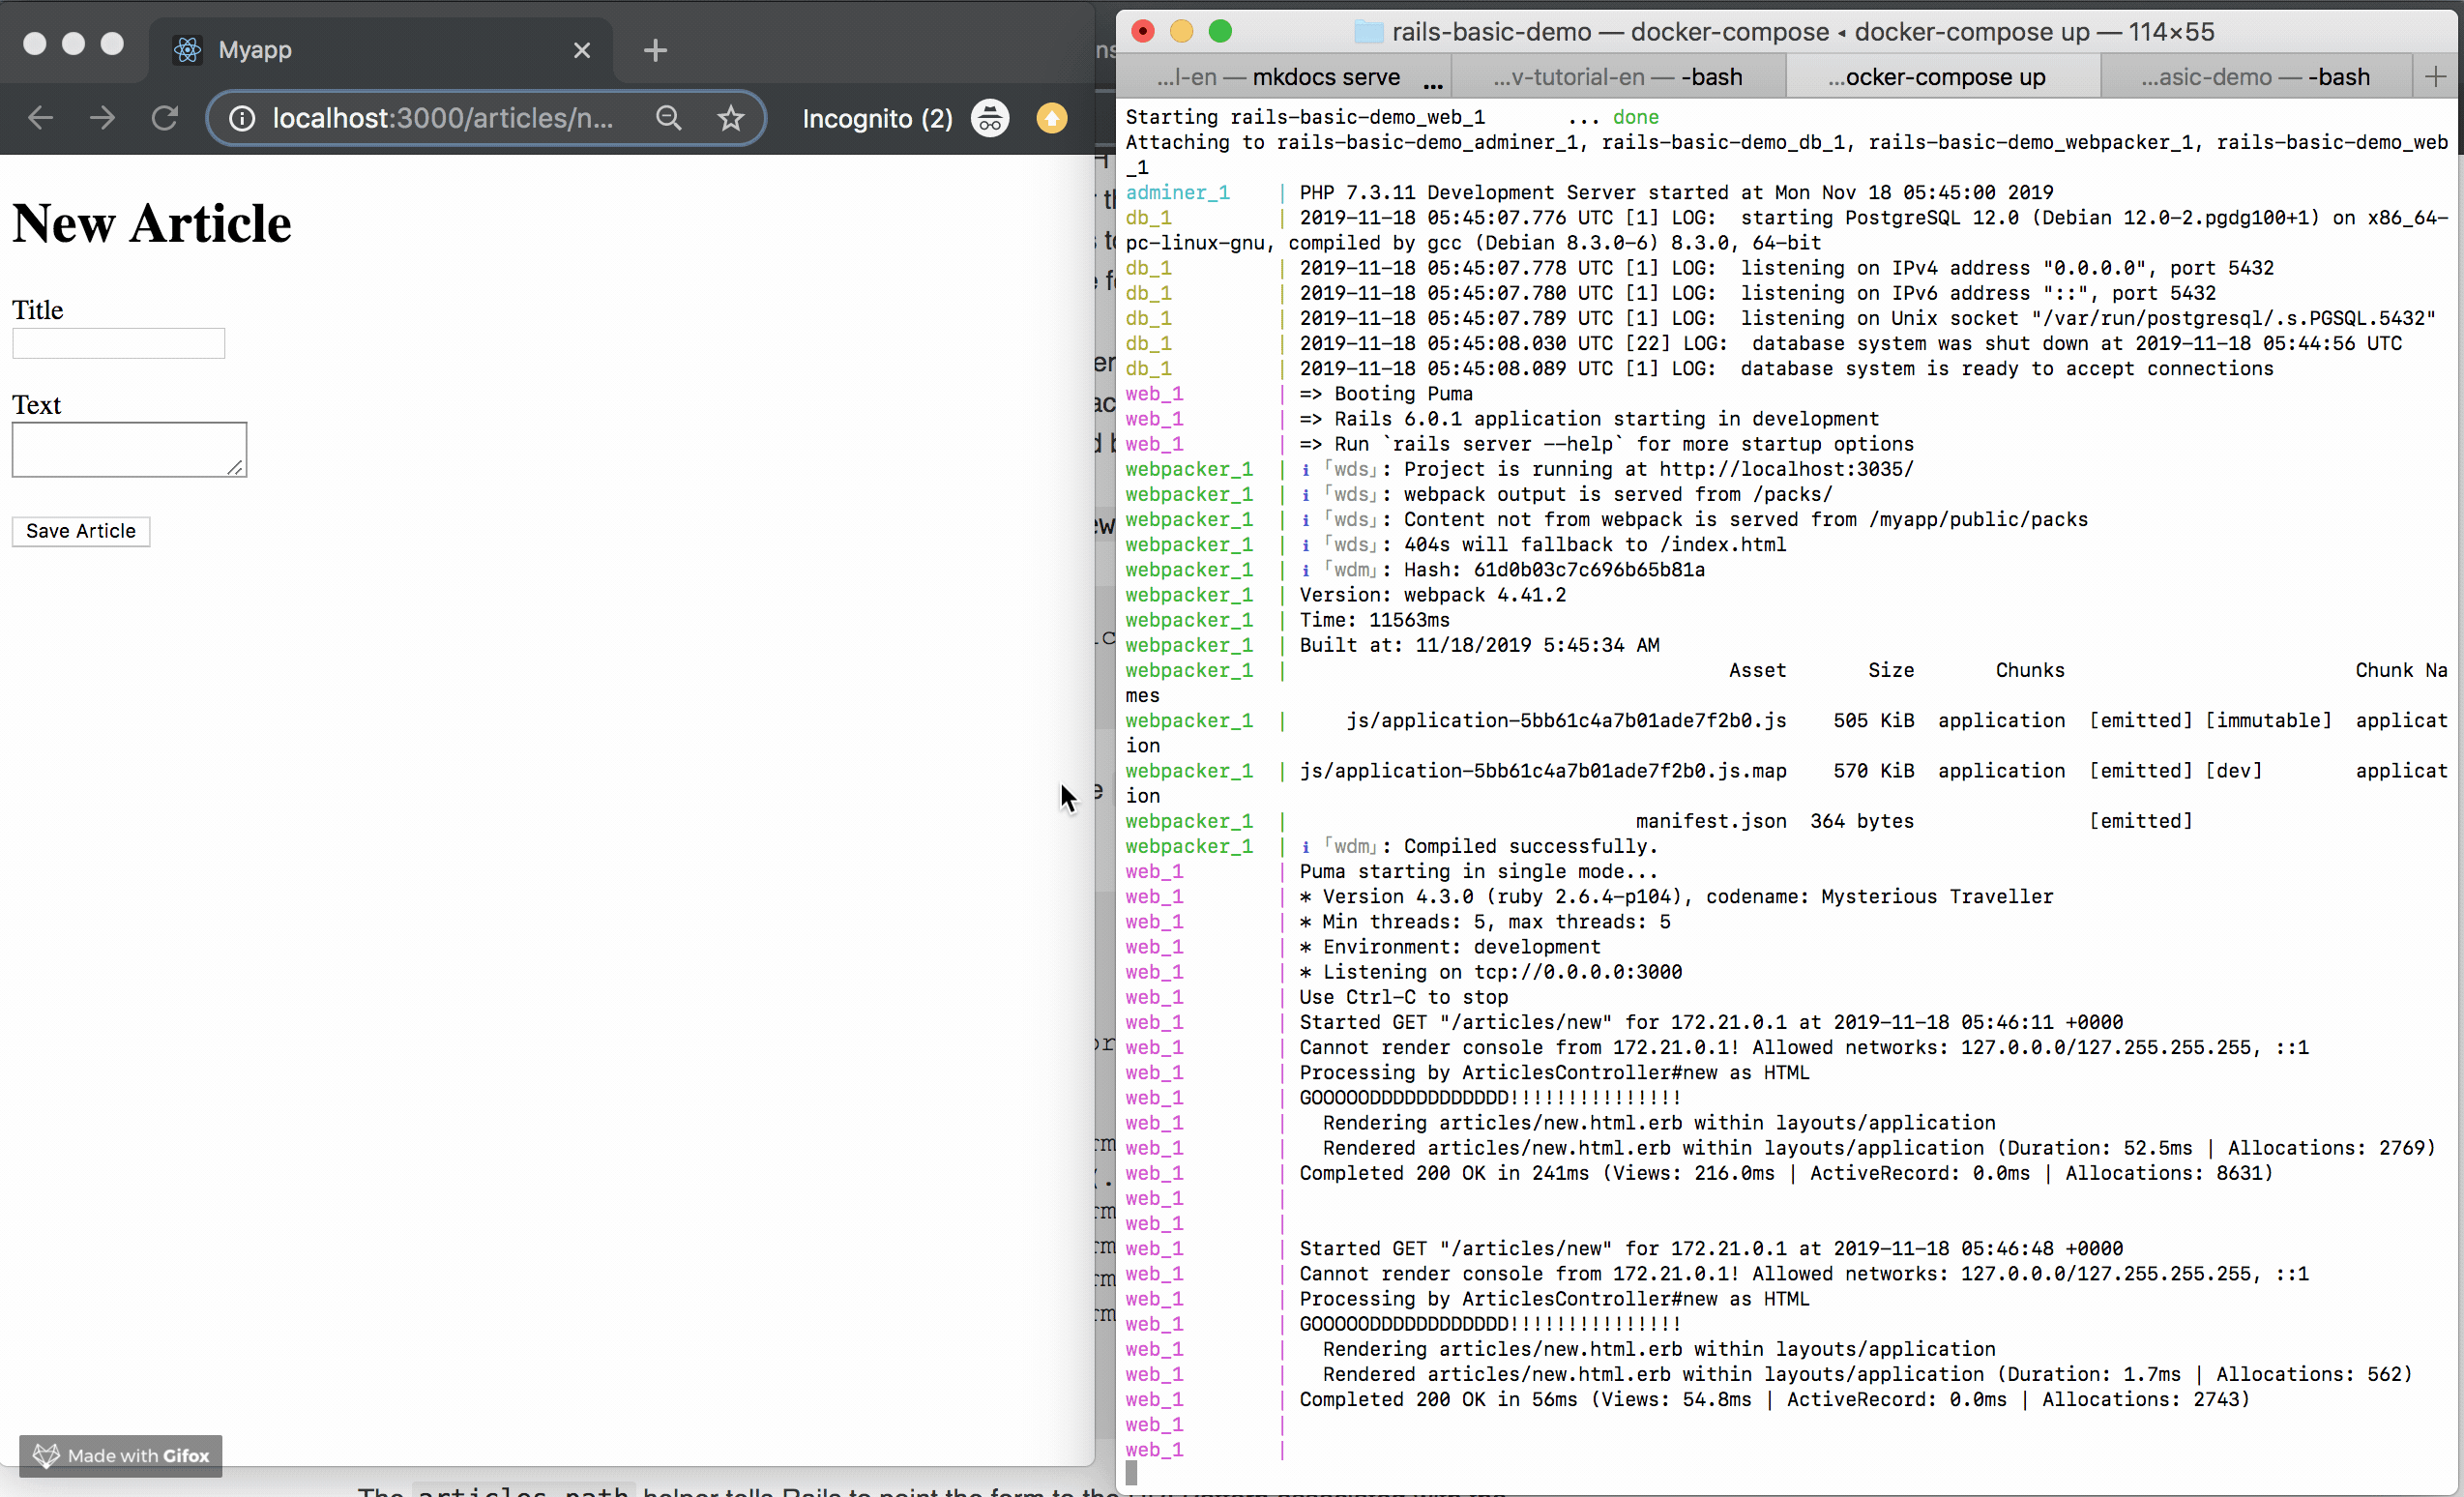 Myapp
localhost:3000/articles/n...
Incognito (2)
New Article
Title
Text
Save Article
Made with Gifox
rails-basic-demo — docker-compose ◂ docker-compose up — 114×55
...l-en — mkdocs serve ...
...v-tutorial-en — -bash
...ocker-compose up
...asic-demo — -bash
Starting rails-basic-demo_web_1       ... done
Attaching to rails-basic-demo_adminer_1, rails-basic-demo_db_1, rails-basic-demo_webpacker_1, rails-basic-demo_web
_1
adminer_1    | PHP 7.3.11 Development Server started at Mon Nov 18 05:45:00 2019
db_1         | 2019-11-18 05:45:07.776 UTC [1] LOG:  starting PostgreSQL 12.0 (Debian 12.0-2.pgdg100+1) on x86_64-
pc-linux-gnu, compiled by gcc (Debian 8.3.0-6) 8.3.0, 64-bit
db_1         | 2019-11-18 05:45:07.778 UTC [1] LOG:  listening on IPv4 address "0.0.0.0", port 5432
db_1         | 2019-11-18 05:45:07.780 UTC [1] LOG:  listening on IPv6 address "::", port 5432
db_1         | 2019-11-18 05:45:07.789 UTC [1] LOG:  listening on Unix socket "/var/run/postgresql/.s.PGSQL.5432"
db_1         | 2019-11-18 05:45:08.030 UTC [22] LOG:  database system was shut down at 2019-11-18 05:44:56 UTC
db_1         | 2019-11-18 05:45:08.089 UTC [1] LOG:  database system is ready to accept connections
web_1        | => Booting Puma
web_1        | => Rails 6.0.1 application starting in development
web_1        | => Run `rails server --help` for more startup options
webpacker_1  | ℹ 「wds」: Project is running at http://localhost:3035/
webpacker_1  | ℹ 「wds」: webpack output is served from /packs/
webpacker_1  | ℹ 「wds」: Content not from webpack is served from /myapp/public/packs
webpacker_1  | ℹ 「wds」: 404s will fallback to /index.html
webpacker_1  | ℹ 「wdm」: Hash: 61d0b03c7c696b65b81a
webpacker_1  | Version: webpack 4.41.2
webpacker_1  | Time: 11563ms
webpacker_1  | Built at: 11/18/2019 5:45:34 AM
webpacker_1  |                                      Asset       Size       Chunks                         Chunk Na
mes
webpacker_1  |     js/application-5bb61c4a7b01ade7f2b0.js    505 KiB  application  [emitted] [immutable]  applicat
ion
webpacker_1  | js/application-5bb61c4a7b01ade7f2b0.js.map    570 KiB  application  [emitted] [dev]        applicat
ion
webpacker_1  |                              manifest.json  364 bytes               [emitted]
webpacker_1  | ℹ 「wdm」: Compiled successfully.
web_1        | Puma starting in single mode...
web_1        | * Version 4.3.0 (ruby 2.6.4-p104), codename: Mysterious Traveller
web_1        | * Min threads: 5, max threads: 5
web_1        | * Environment: development
web_1        | * Listening on tcp://0.0.0.0:3000
web_1        | Use Ctrl-C to stop
web_1        | Started GET "/articles/new" for 172.21.0.1 at 2019-11-18 05:46:11 +0000
web_1        | Cannot render console from 172.21.0.1! Allowed networks: 127.0.0.0/127.255.255.255, ::1
web_1        | Processing by ArticlesController#new as HTML
web_1        | GOOOOODDDDDDDDDDDD!!!!!!!!!!!!!!!
web_1        |   Rendering articles/new.html.erb within layouts/application
web_1        |   Rendered articles/new.html.erb within layouts/application (Duration: 52.5ms | Allocations: 2769)
web_1        | Completed 200 OK in 241ms (Views: 216.0ms | ActiveRecord: 0.0ms | Allocations: 8631)
web_1        |
web_1        |
web_1        | Started GET "/articles/new" for 172.21.0.1 at 2019-11-18 05:46:48 +0000
web_1        | Cannot render console from 172.21.0.1! Allowed networks: 127.0.0.0/127.255.255.255, ::1
web_1        | Processing by ArticlesController#new as HTML
web_1        | GOOOOODDDDDDDDDDDD!!!!!!!!!!!!!!!
web_1        |   Rendering articles/new.html.erb within layouts/application
web_1        |   Rendered articles/new.html.erb within layouts/application (Duration: 1.7ms | Allocations: 562)
web_1        | Completed 200 OK in 56ms (Views: 54.8ms | ActiveRecord: 0.0ms | Allocations: 2743)
web_1        |
web_1        |
The articles_path helper tells Rails to point the form to the